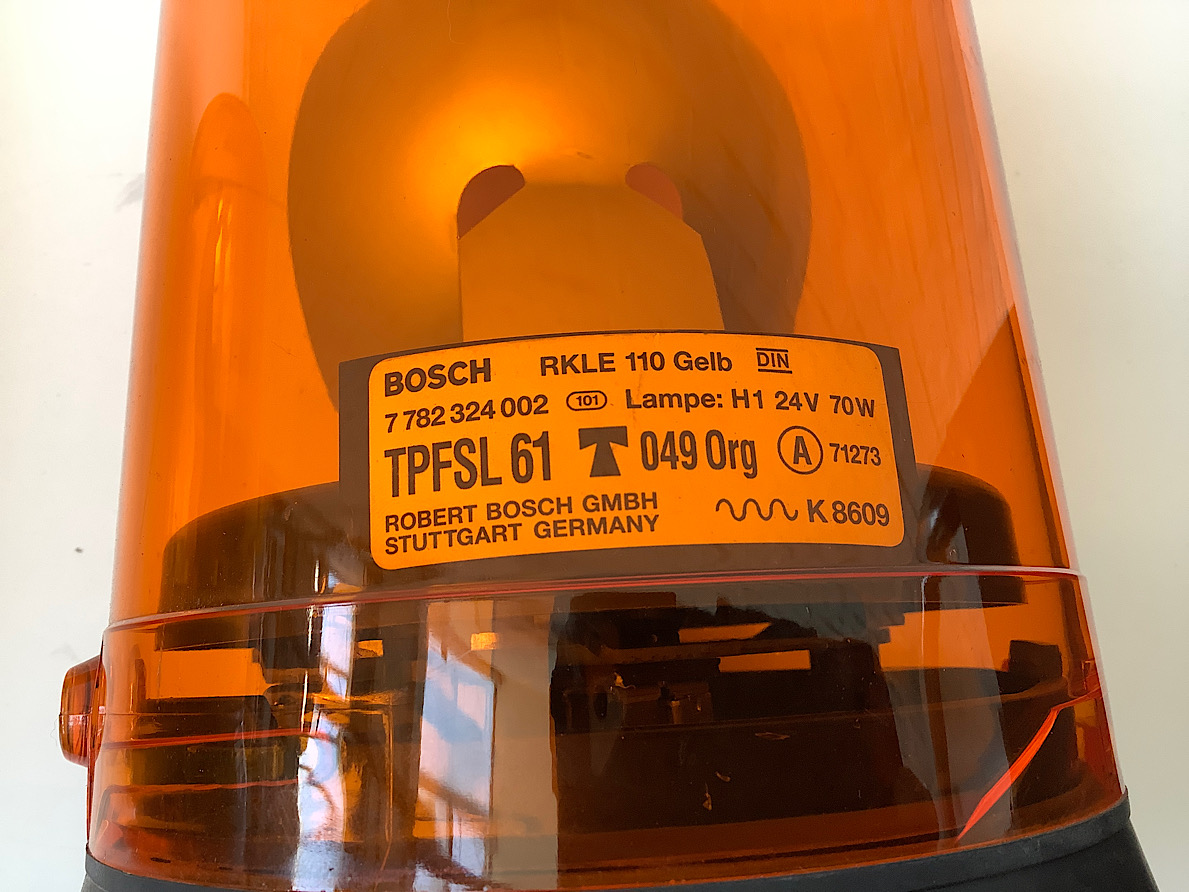 BOSCH RKLE 110 Gelb DIN
7 782 324 002 101 Lampe: H1 24V 70W
TPFSL 61 T 049 Org A 71273
ROBERT BOSCH GMBH
STUTTGART GERMANY K 8609